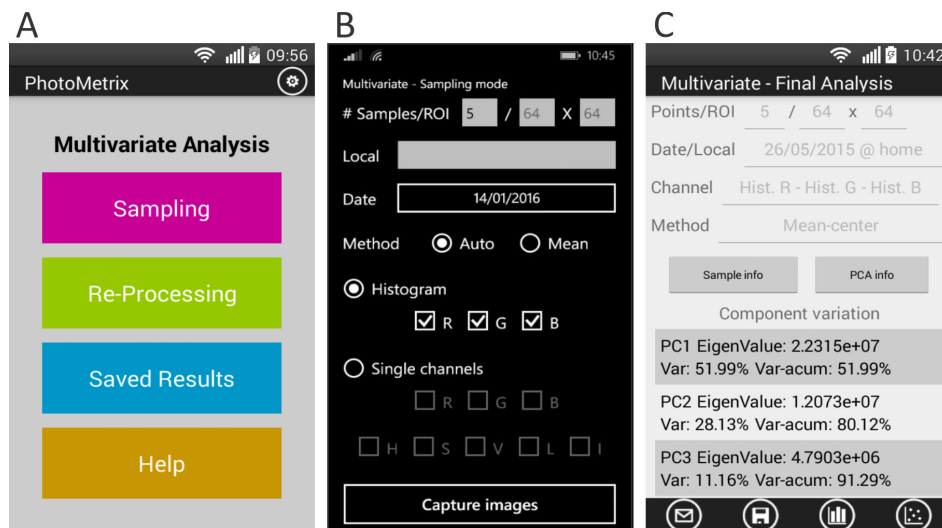 A
09:56
PhotoMetrix
Multivariate Analysis
Sampling
Re-Processing
Saved Results
Help
B
10:45
Multivariate - Sampling mode
# Samples/ROI 5 / 64 X 64
Local
Date 14/01/2016
Method Auto Mean
Histogram
R G B
Single channels
R G B
H S V L I
Capture images
C
10:42
Multivariate - Final Analysis
Points/ROI 5 / 64 x 64
Date/Local 26/05/2015 @ home
Channel Hist. R - Hist. G - Hist. B
Method Mean-center
Sample info PCA info
Component variation
PC1 EigenValue: 2.2315e+07
Var: 51.99% Var-acum: 51.99%
PC2 EigenValue: 1.2073e+07
Var: 28.13% Var-acum: 80.12%
PC3 EigenValue: 4.7903e+06
Var: 11.16% Var-acum: 91.29%